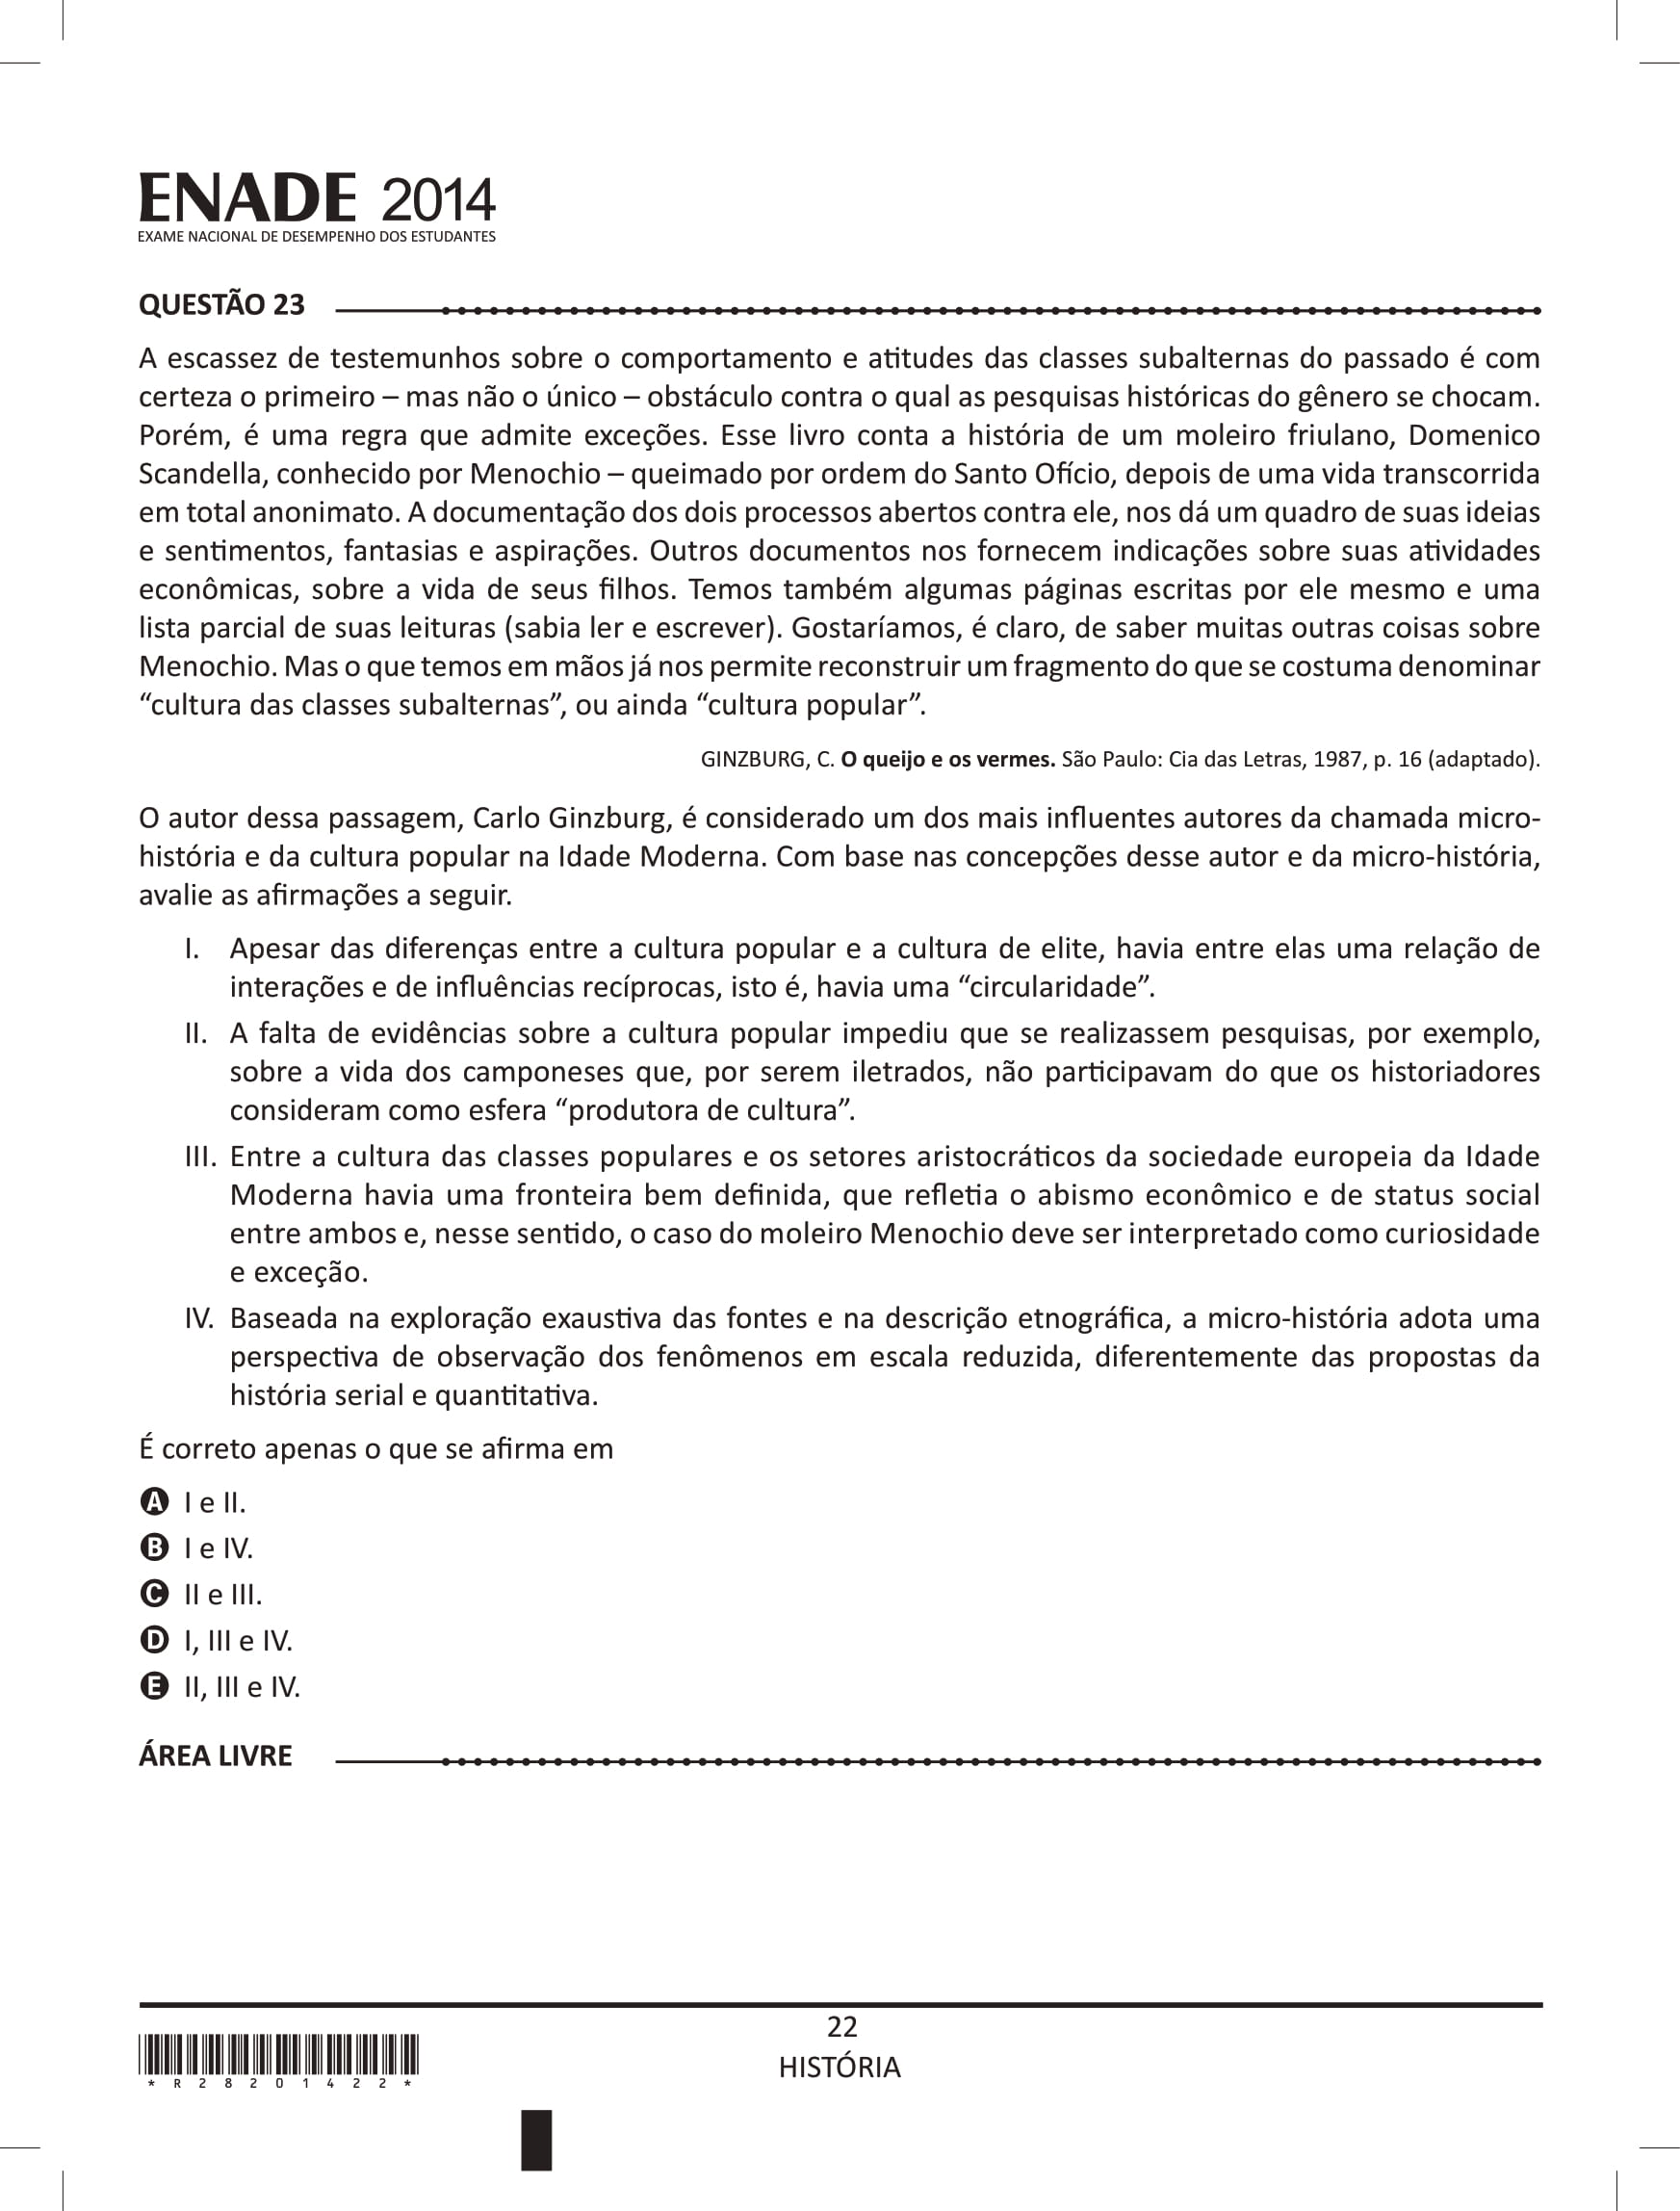 ENADE 2014
EXAME NACIONAL DE DESEMPENHO DOS ESTUDANTES
QUESTÃO 23
A escassez de testemunhos sobre o comportamento e atitudes das classes subalternas do passado é com
certeza o primeiro – mas não o único – obstáculo contra o qual as pesquisas históricas do gênero se chocam.
Porém, é uma regra que admite exceções. Esse livro conta a história de um moleiro friulano, Domenico
Scandella, conhecido por Menochio – queimado por ordem do Santo Ofício, depois de uma vida transcorrida
em total anonimato. A documentação dos dois processos abertos contra ele, nos dá um quadro de suas ideias
e sentimentos, fantasias e aspirações. Outros documentos nos fornecem indicações sobre suas atividades
econômicas, sobre a vida de seus filhos. Temos também algumas páginas escritas por ele mesmo e uma
lista parcial de suas leituras (sabia ler e escrever). Gostaríamos, é claro, de saber muitas outras coisas sobre
Menochio. Mas o que temos em mãos já nos permite reconstruir um fragmento do que se costuma denominar
“cultura das classes subalternas”, ou ainda “cultura popular”.
GINZBURG, C. O queijo e os vermes. São Paulo: Cia das Letras, 1987, p. 16 (adaptado).
O autor dessa passagem, Carlo Ginzburg, é considerado um dos mais influentes autores da chamada micro-
história e da cultura popular na Idade Moderna. Com base nas concepções desse autor e da micro-história,
avalie as afirmações a seguir.
I. Apesar das diferenças entre a cultura popular e a cultura de elite, havia entre elas uma relação de
interações e de influências recíprocas, isto é, havia uma “circularidade”.
II. A falta de evidências sobre a cultura popular impediu que se realizassem pesquisas, por exemplo,
sobre a vida dos camponeses que, por serem iletrados, não participavam do que os historiadores
consideram como esfera “produtora de cultura”.
III. Entre a cultura das classes populares e os setores aristocráticos da sociedade europeia da Idade
Moderna havia uma fronteira bem definida, que refletia o abismo econômico e de status social
entre ambos e, nesse sentido, o caso do moleiro Menochio deve ser interpretado como curiosidade
e exceção.
IV. Baseada na exploração exaustiva das fontes e na descrição etnográfica, a micro-história adota uma
perspectiva de observação dos fenômenos em escala reduzida, diferentemente das propostas da
história serial e quantitativa.
É correto apenas o que se afirma em
A I e II.
B I e IV.
C II e III.
D I, III e IV.
E II, III e IV.
ÁREA LIVRE
22
HISTÓRIA
* R 2 8 2 0 1 4 2 2 *